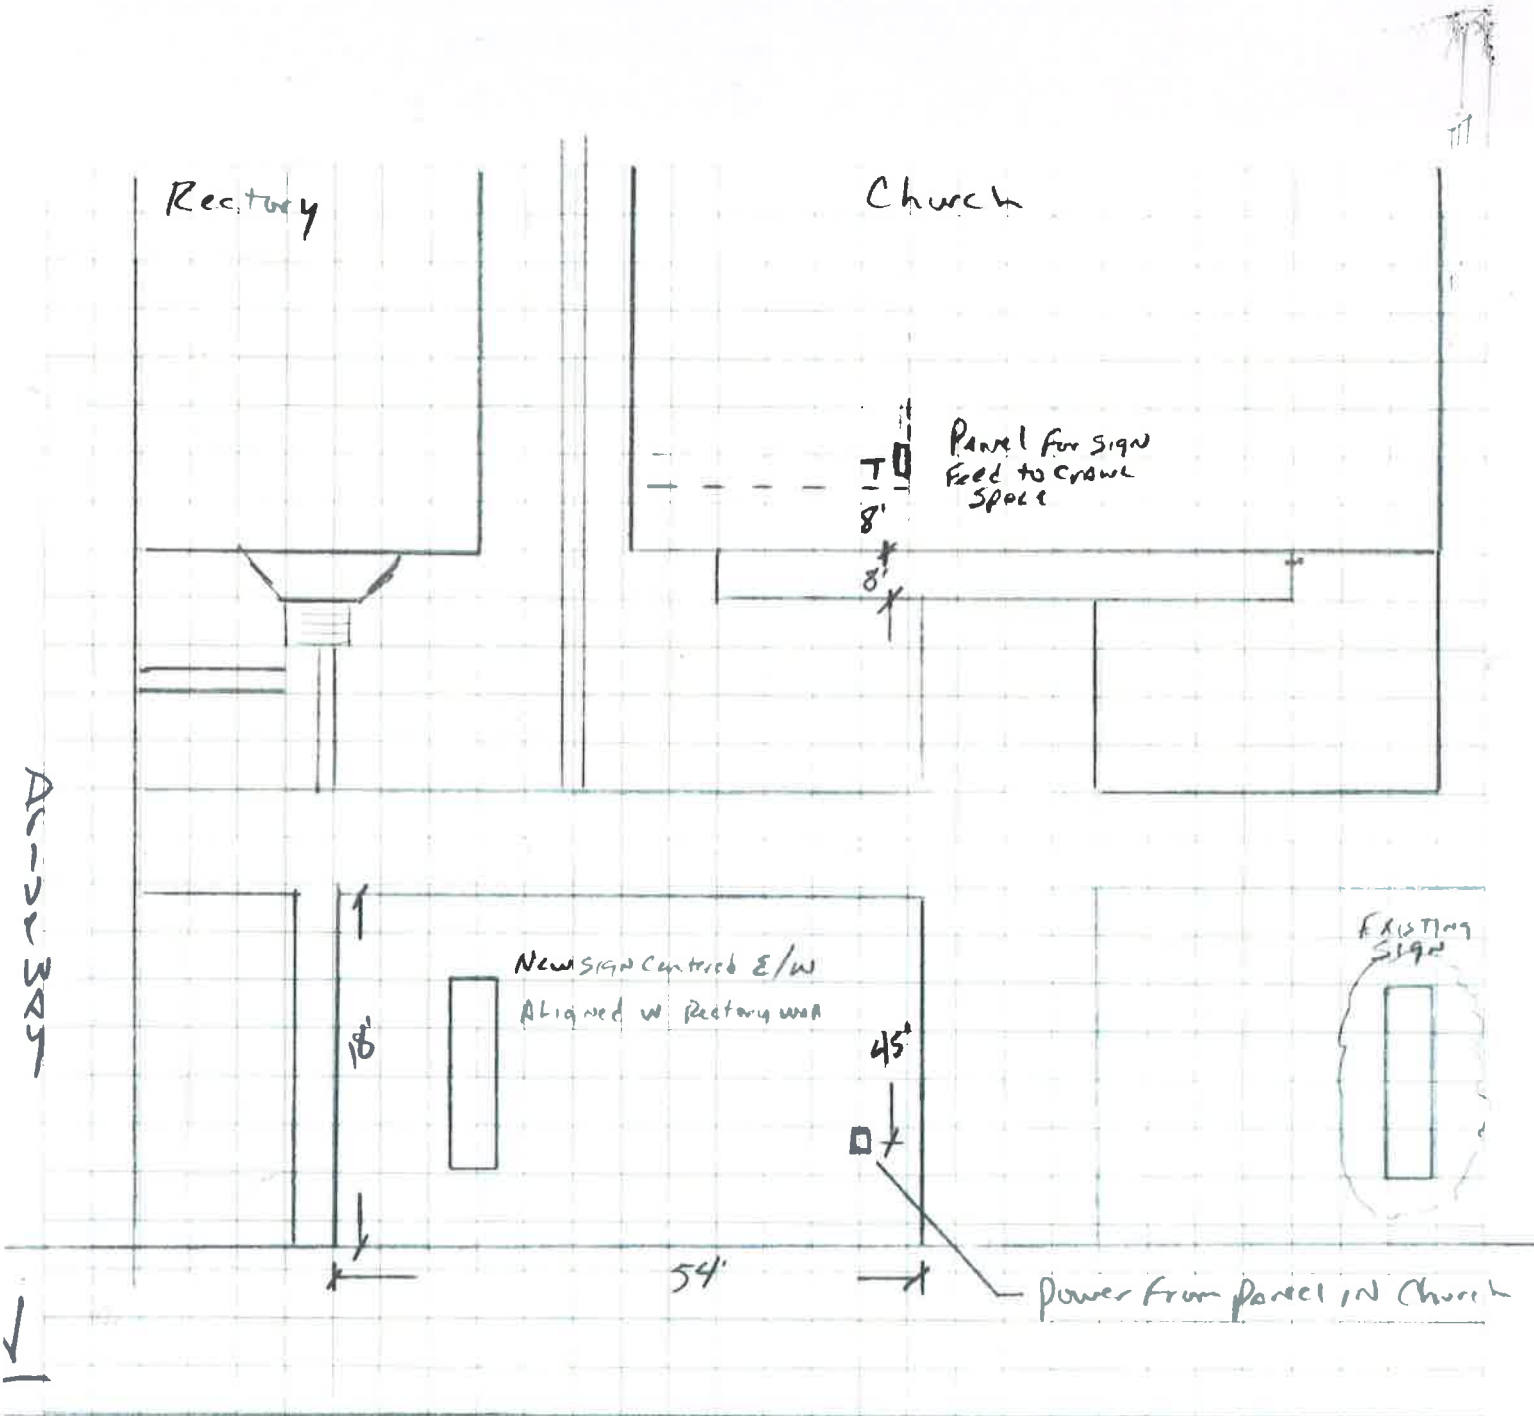 Rectory
Church
Panel for sign
Feed to crawl
space
8'
8'
Driveway
Existing
Sign
New sign Centered E/W
Aligned w Rectory wall
18'
45'
54'
Power from panel in Church